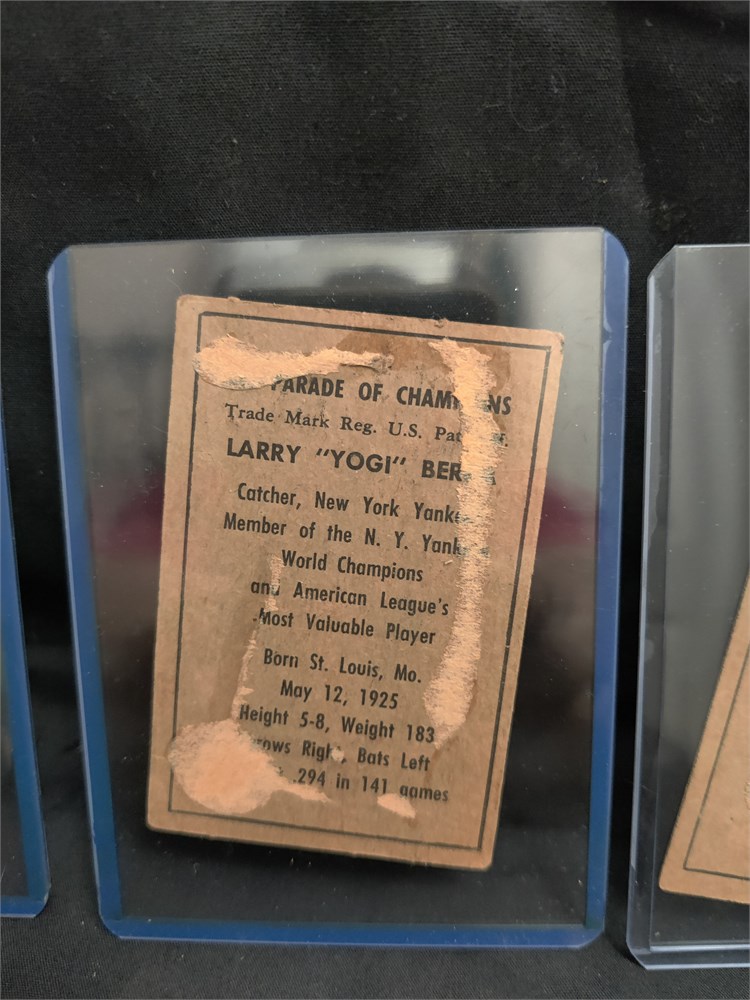 PARADE OF CHAMP NS
Trade Mark Reg. U.S. Pat
LARRY "YOGI" BER A
Catcher, New York Yank
Member of the N. Y. Yank
World Champions
and American League's
Most Valuable Player
Born St. Louis, Mo.
May 12, 1925
Height 5-8, Weight 183
rows Righ , Bats Left
.294 in 141 games